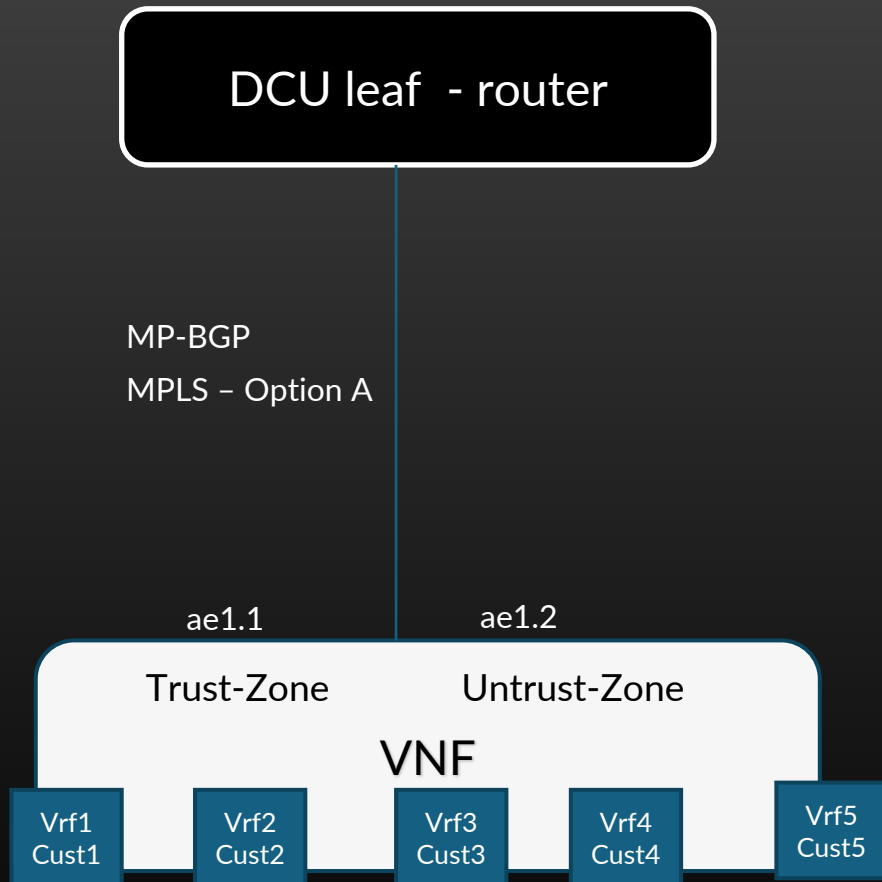 DCU leaf  - router
MP-BGP
MPLS – Option A
ae1.1
ae1.2
Trust-Zone
Untrust-Zone
VNF
Vrf1
Cust1
Vrf2
Cust2
Vrf3
Cust3
Vrf4
Cust4
Vrf5
Cust5